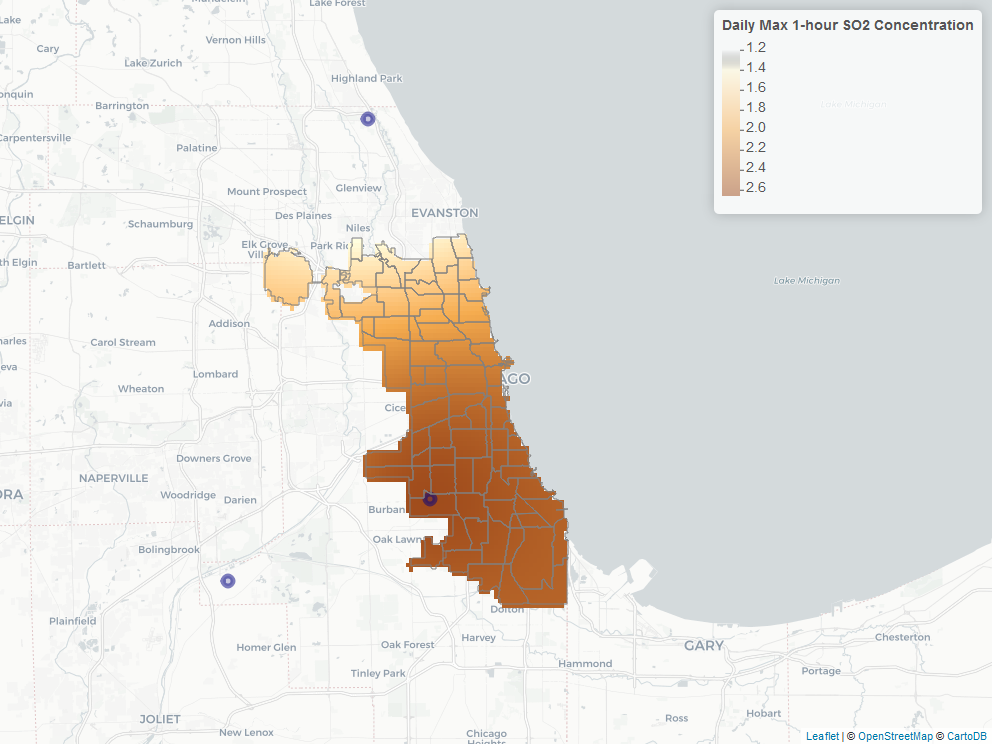 Lake Forest
Lake
Vernon Hills
Cary
Lake Zurich
Highland Park
onquin
Barrington
Carpentersville
Palatine
Mount Prospect
Glenview
ELGIN
Schaumburg
Des Plaines
EVANSTON
Niles
Elk Grove
Villa
Park Ric
th Elgin
Bartlett
Addison
harles
Carol Stream
eva
Lombard
AGO
Wheaton
via
Cice
Downers Grove
NAPERVILLE
ORA
Woodridge
Darien
Burban
Oak Lawn
Bolingbrook
Plainfield
Dolton
Homer Glen
Oak Forest
Harvey
GARY
Chesterton
Hammond
Portage
Tinley Park
JOLIET
New Lenox
Ross
Hobart
Chicago
Heights
Daily Max 1-hour SO2 Concentration
1.2
1.4
1.6
1.8
2.0
2.2
2.4
2.6
Lake Michigan
Lake Michigan
Leaflet | © OpenStreetMap © CartoDB